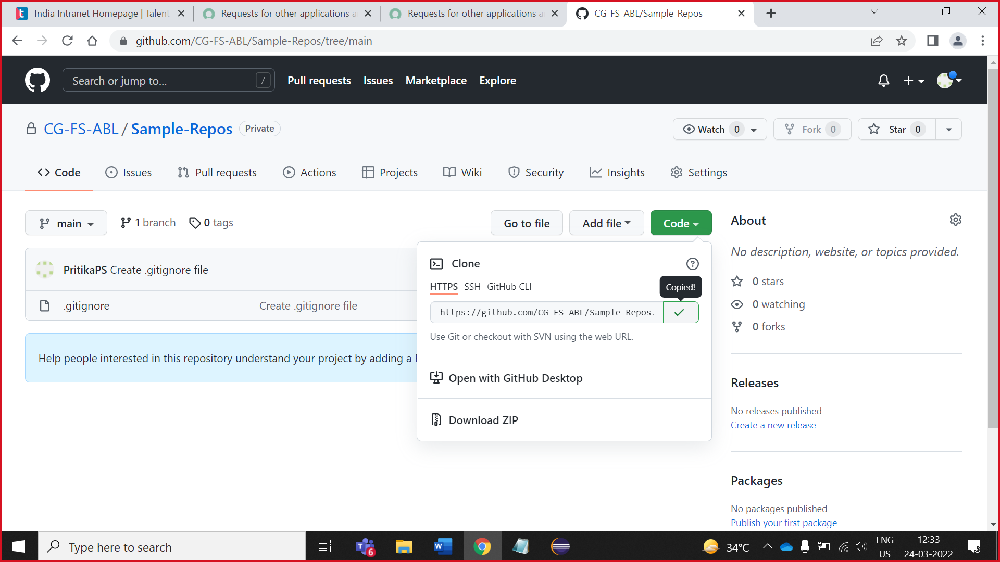 India Intranet Homepage | Talent
Requests for other applications a
Requests for other applications a
CG-FS-ABL/Sample-Repos
github.com/CG-FS-ABL/Sample-Repos/tree/main
Search or jump to...
/
Pull requests
Issues
Marketplace
Explore
CG-FS-ABL / Sample-Repos
Private
Watch 0
Fork 0
Star 0
Code
Issues
Pull requests
Actions
Projects
Wiki
Security
Insights
Settings
main
1 branch
0 tags
Go to file
Add file
Code
About
No description, website, or topics provided.
PritikaPS Create .gitignore file
Clone
HTTPS SSH GitHub CLI
Copied!
.gitignore
Create .gitignore file
https://github.com/CG-FS-ABL/Sample-Repos.
Use Git or checkout with SVN using the web URL.
0 stars
0 watching
0 forks
Help people interested in this repository understand your project by adding a
Open with GitHub Desktop
Download ZIP
Releases
No releases published
Create a new release
Packages
No packages published
Publish your first package
Type here to search
T
6
W
34°C
ENG
US
12:33
24-03-2022
5